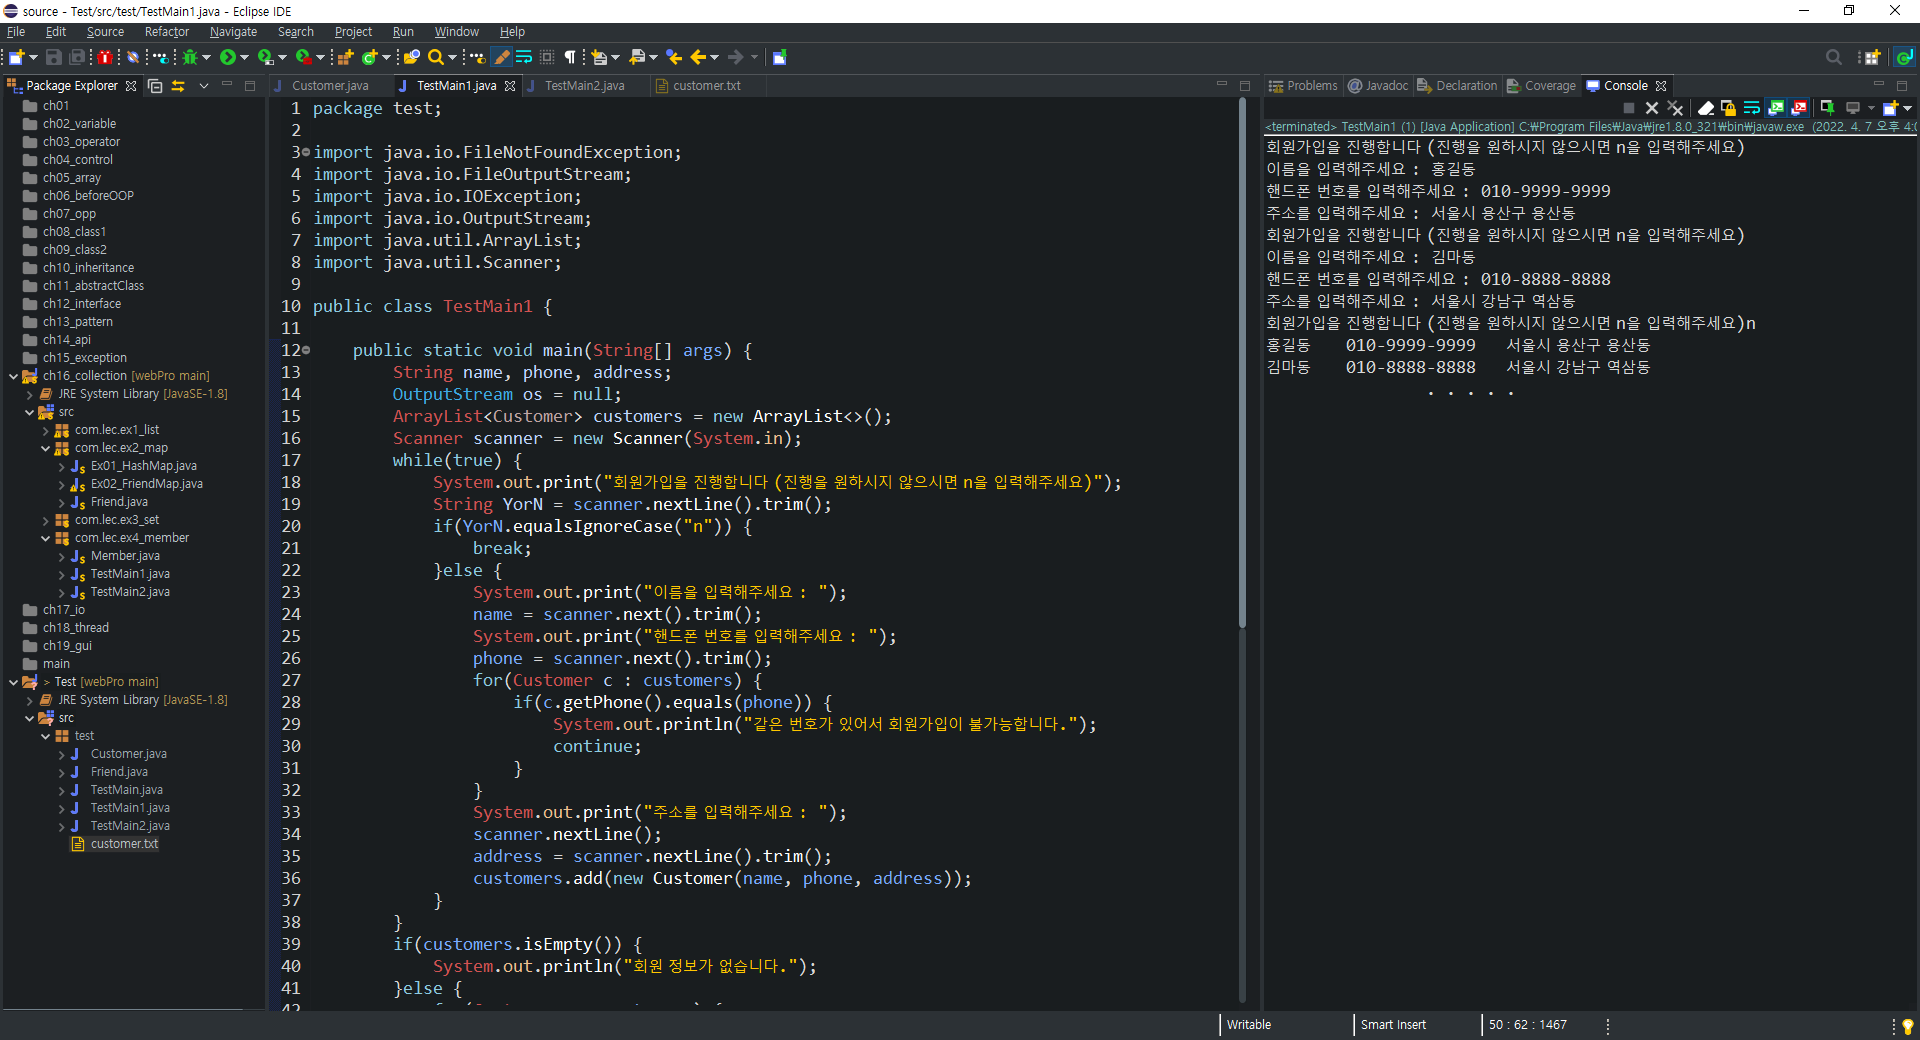 source - Test/src/test/TestMain1.java - Eclipse IDE
File Edit Source Refactor Navigate Search Project Run Window Help
Package Explorer
ch01
ch02_variable
ch03_operator
ch04_control
ch05_array
ch06_beforeOOP
ch07_opp
ch08_class1
ch09_class2
ch10_inheritance
ch11_abstractClass
ch12_interface
ch13_pattern
ch14_api
ch15_exception
ch16_collection [webPro main]
JRE System Library [JavaSE-1.8]
src
com.lec.ex1_list
com.lec.ex2_map
Ex01_HashMap.java
Ex02_FriendMap.java
Friend.java
com.lec.ex3_set
com.lec.ex4_member
Member.java
TestMain1.java
TestMain2.java
ch17_io
ch18_thread
ch19_gui
main
> Test [webPro main]
JRE System Library [JavaSE-1.8]
src
test
Customer.java
Friend.java
TestMain.java
TestMain1.java
TestMain2.java
customer.txt
Customer.java TestMain1.java TestMain2.java customer.txt
1 package test;
2
3 import java.io.FileNotFoundException;
4 import java.io.FileOutputStream;
5 import java.io.IOException;
6 import java.io.OutputStream;
7 import java.util.ArrayList;
8 import java.util.Scanner;
9
10 public class TestMain1 {
11
12     public static void main(String[] args) {
13         String name, phone, address;
14         OutputStream os = null;
15         ArrayList<Customer> customers = new ArrayList<>();
16         Scanner scanner = new Scanner(System.in);
17         while(true) {
18             System.out.print("회원가입을 진행합니다 (진행을 원하시지 않으시면 n을 입력해주세요)");
19             String YorN = scanner.nextLine().trim();
20             if(YorN.equalsIgnoreCase("n")) {
21                 break;
22             }else {
23                 System.out.print("이름을 입력해주세요 : ");
24                 name = scanner.next().trim();
25                 System.out.print("핸드폰 번호를 입력해주세요 : ");
26                 phone = scanner.next().trim();
27                 for(Customer c : customers) {
28                     if(c.getPhone().equals(phone)) {
29                         System.out.println("같은 번호가 있어서 회원가입이 불가능합니다.");
30                         continue;
31                     }
32                 }
33                 System.out.print("주소를 입력해주세요 : ");
34                 scanner.nextLine();
35                 address = scanner.nextLine().trim();
36                 customers.add(new Customer(name, phone, address));
37             }
38         }
39         if(customers.isEmpty()) {
40             System.out.println("회원 정보가 없습니다.");
41         }else {
42
Problems Javadoc Declaration Coverage Console
<terminated> TestMain1 (1) [Java Application] C:₩Program Files₩Java₩jre1.8.0_321₩bin₩javaw.exe (2022. 4. 7 오후 4:0
회원가입을 진행합니다 (진행을 원하시지 않으시면 n을 입력해주세요)
이름을 입력해주세요 : 홍길동
핸드폰 번호를 입력해주세요 : 010-9999-9999
주소를 입력해주세요 : 서울시 용산구 용산동
회원가입을 진행합니다 (진행을 원하시지 않으시면 n을 입력해주세요)
이름을 입력해주세요 : 김마동
핸드폰 번호를 입력해주세요 : 010-8888-8888
주소를 입력해주세요 : 서울시 강남구 역삼동
회원가입을 진행합니다 (진행을 원하시지 않으시면 n을 입력해주세요)n
홍길동 010-9999-9999 서울시 용산구 용산동
김마동 010-8888-8888 서울시 강남구 역삼동
. . . . .
Writable Smart Insert 50 : 62 : 1467